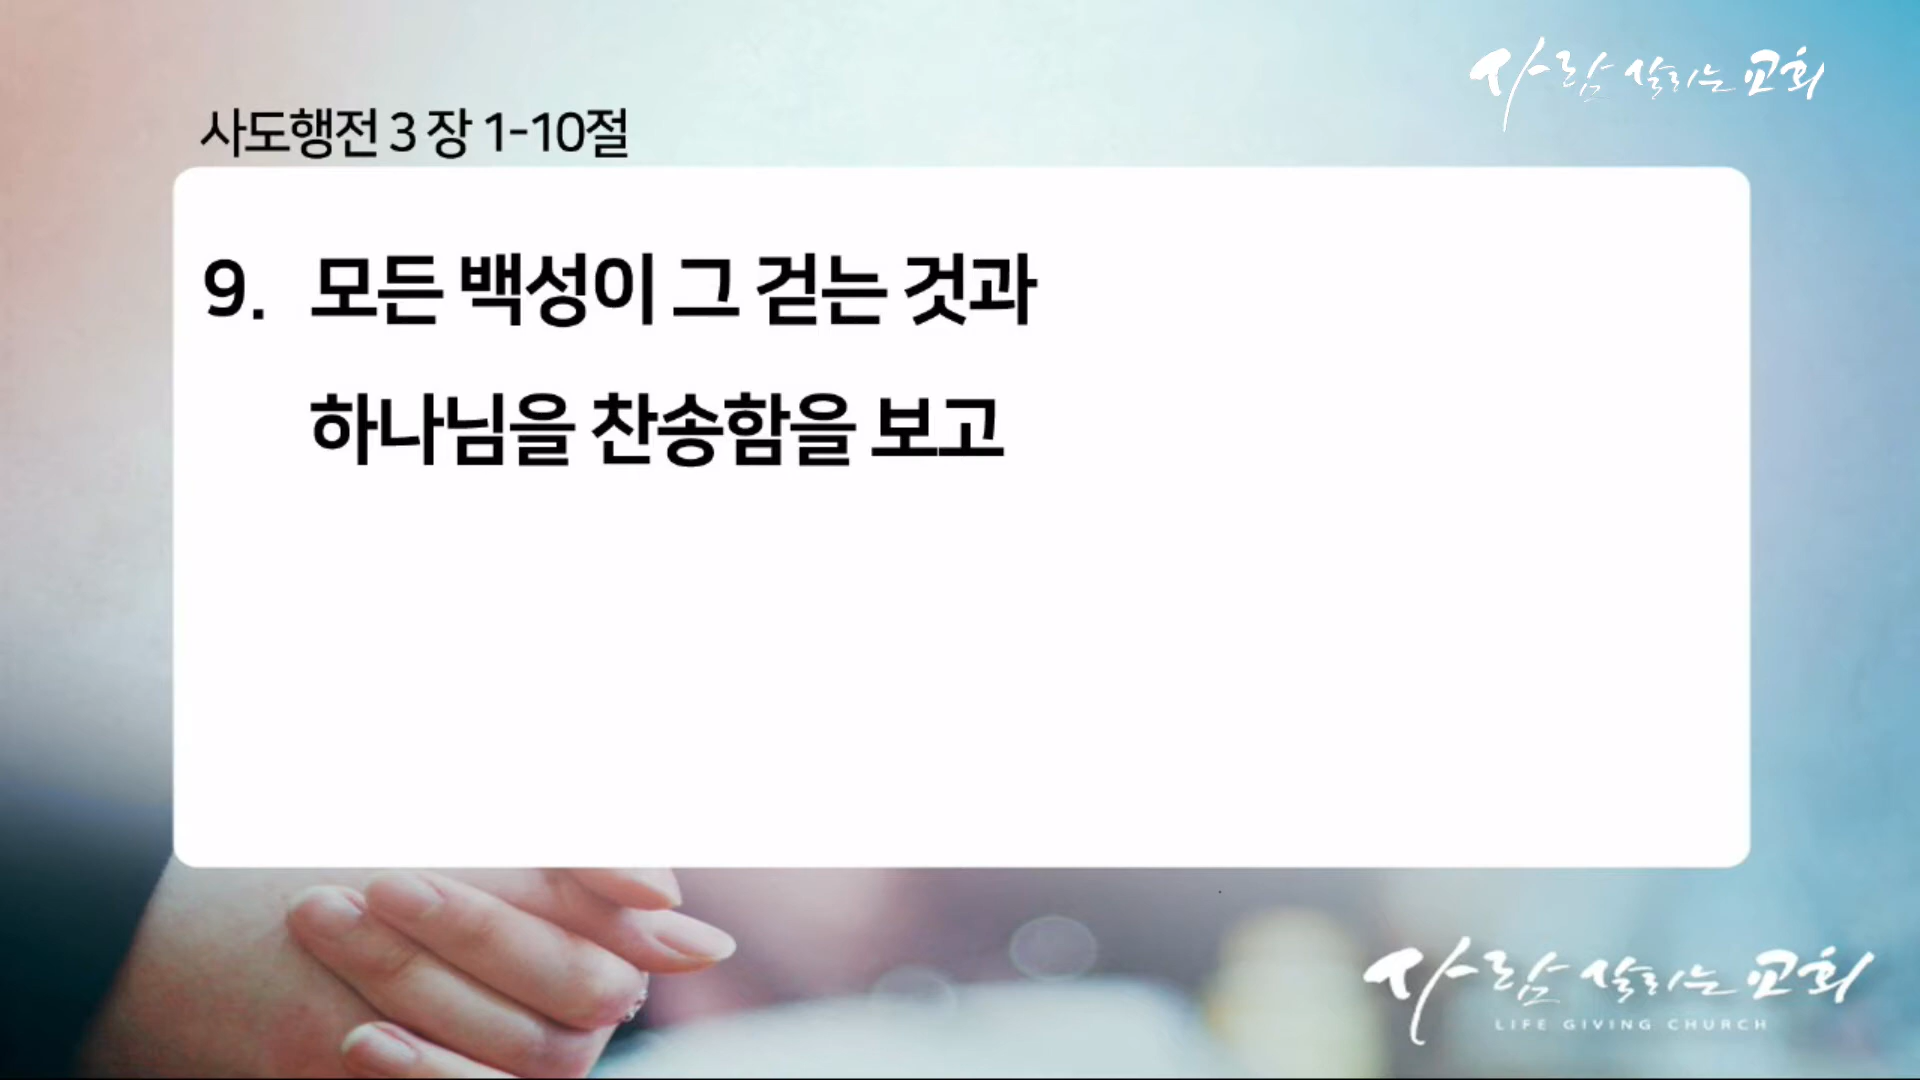 사람 살리는 교회
사도행전 3 장 1-10절
9. 모든 백성이 그 걷는 것과
하나님을 찬송함을 보고
사람 살리는 교회
LIFE GIVING CHURCH